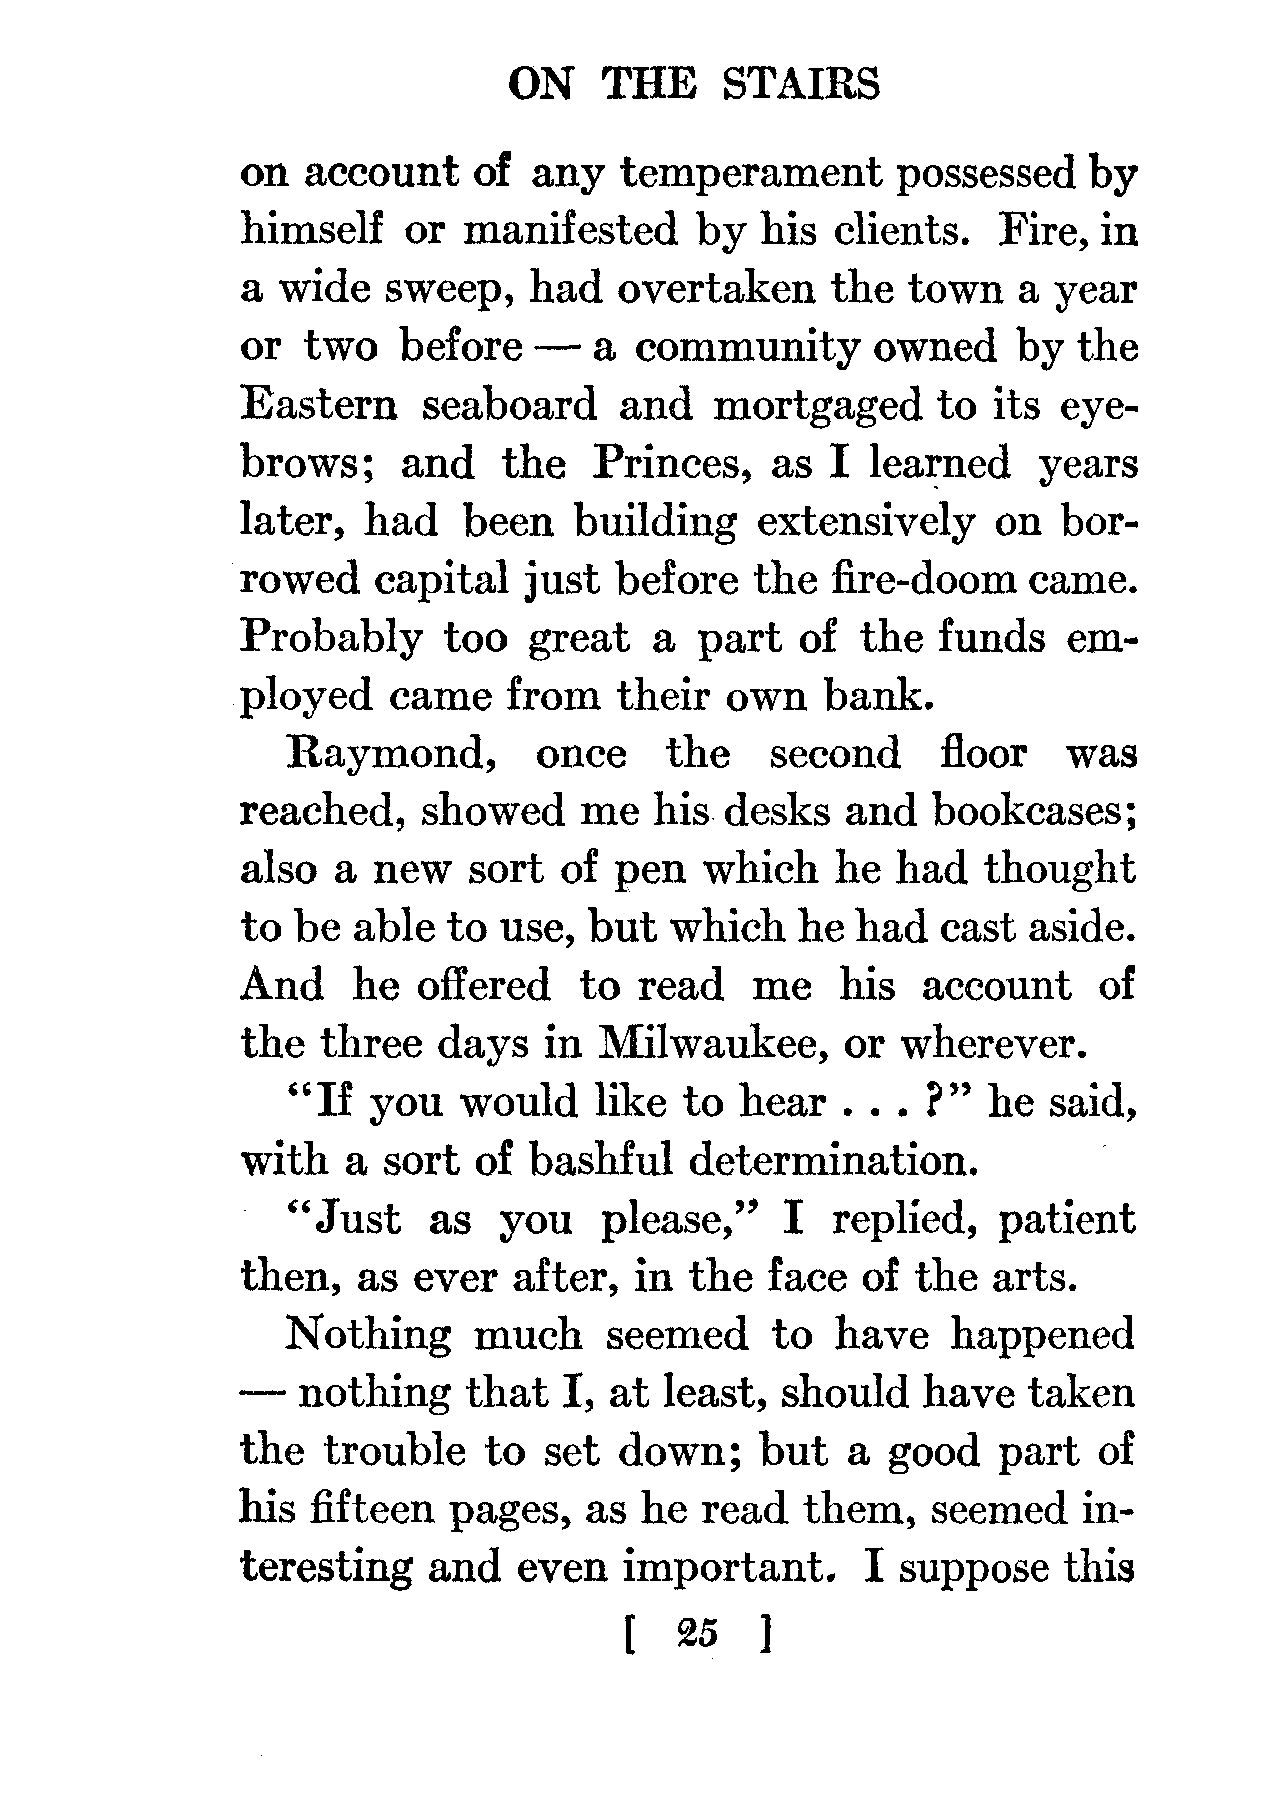 ON THE STAIRS
on account of any temperament possessed by
himself or manifested by his clients. Fire, in
a wide sweep, had overtaken the town a year
or two before — a community owned by the
Eastern seaboard and mortgaged to its eye-
brows; and the Princes, as I learned years
later, had been building extensively on bor-
rowed capital just before the fire-doom came.
Probably too great a part of the funds em-
ployed came from their own bank.
Raymond, once the second floor was
reached, showed me his desks and bookcases;
also a new sort of pen which he had thought
to be able to use, but which he had cast aside.
And he offered to read me his account of
the three days in Milwaukee, or wherever.
“If you would like to hear . . . ?” he said,
with a sort of bashful determination.
“Just as you please,” I replied, patient
then, as ever after, in the face of the arts.
Nothing much seemed to have happened
— nothing that I, at least, should have taken
the trouble to set down; but a good part of
his fifteen pages, as he read them, seemed in-
teresting and even important. I suppose this
[ 25 ]